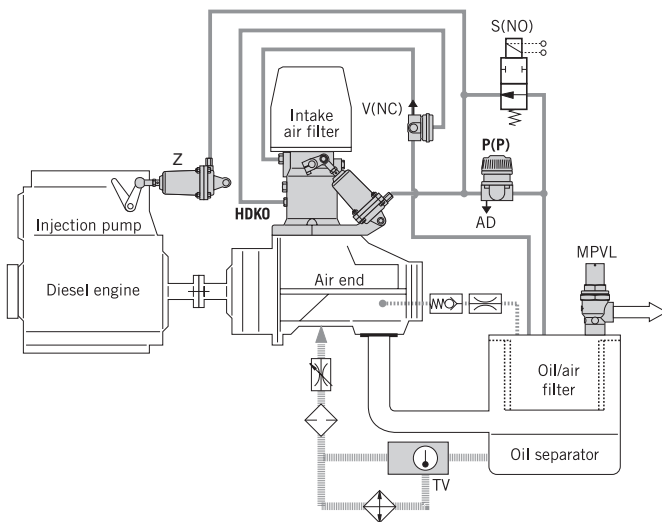 S(NO)
V(NC)
Intake
air filter
P(P)
Z
HDKO
AD
Injection pump
MPVL
Air end
Diesel engine
Oil/air
filter
Oil separator
TV